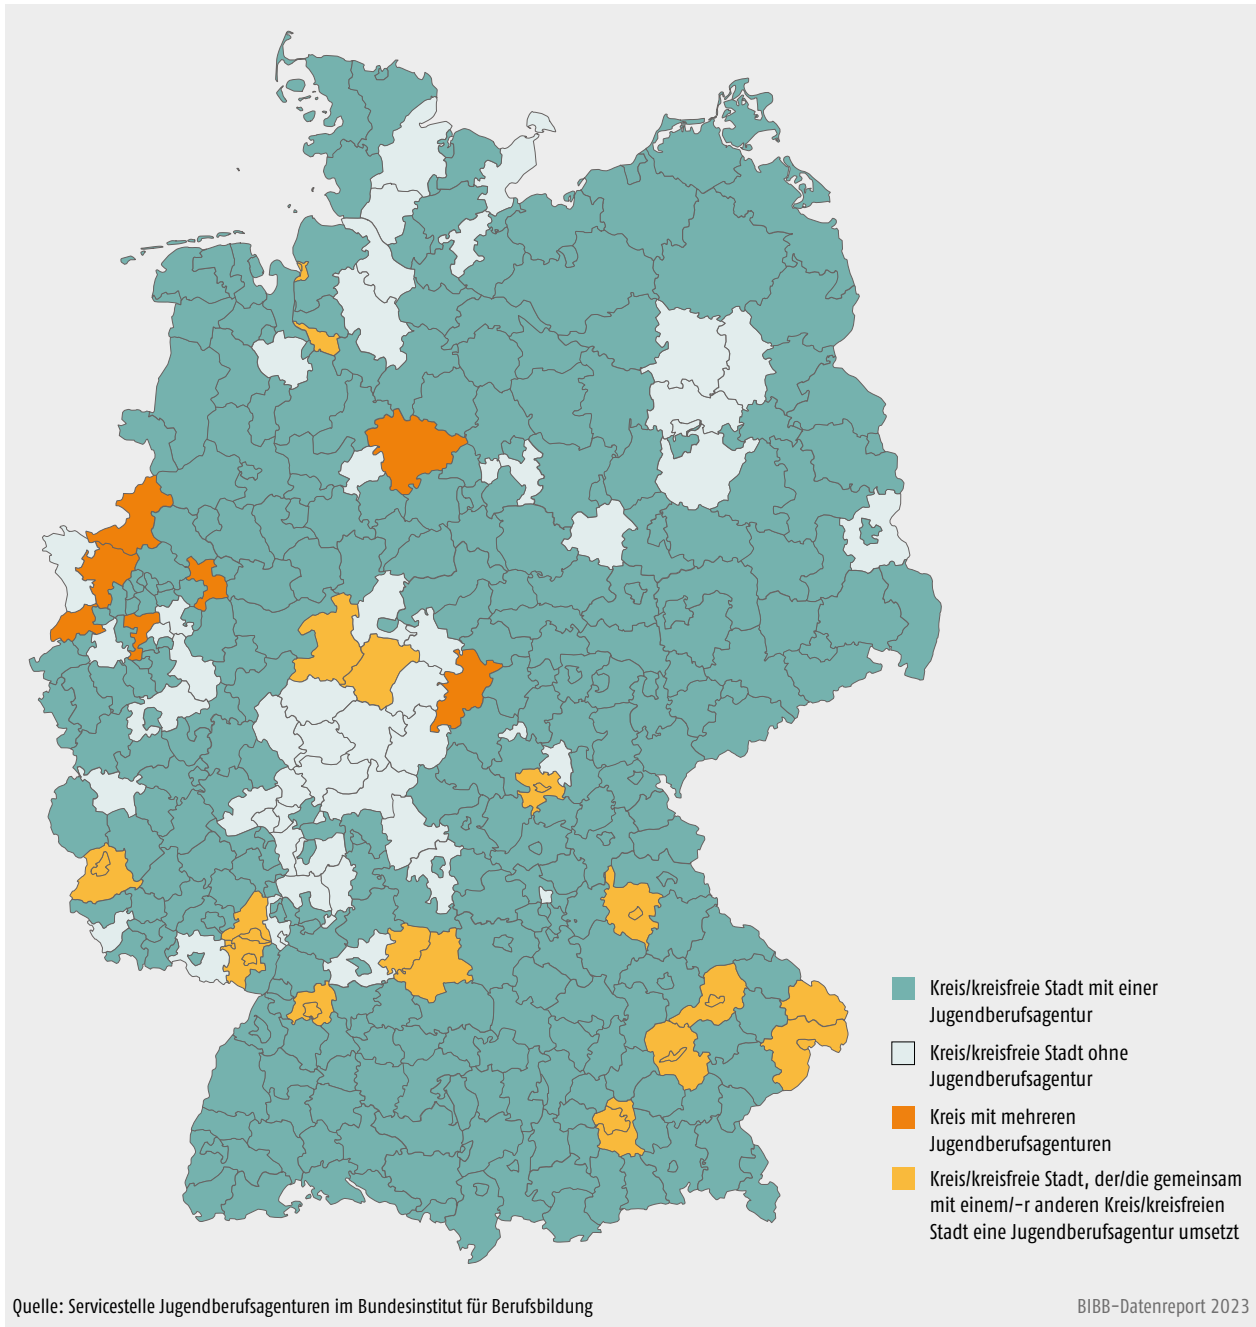 Kreis/kreisfreie Stadt mit einer
Jugendberufsagentur
Kreis/kreisfreie Stadt ohne
Jugendberufsagentur
Kreis mit mehreren
Jugendberufsagenturen
Kreis/kreisfreie Stadt, der/die gemeinsam
mit einem/-r anderen Kreis/kreisfreien
Stadt eine Jugendberufsagentur umsetzt
Quelle: Servicestelle Jugendberufsagenturen im Bundesinstitut für Berufsbildung
BIBB-Datenreport 2023